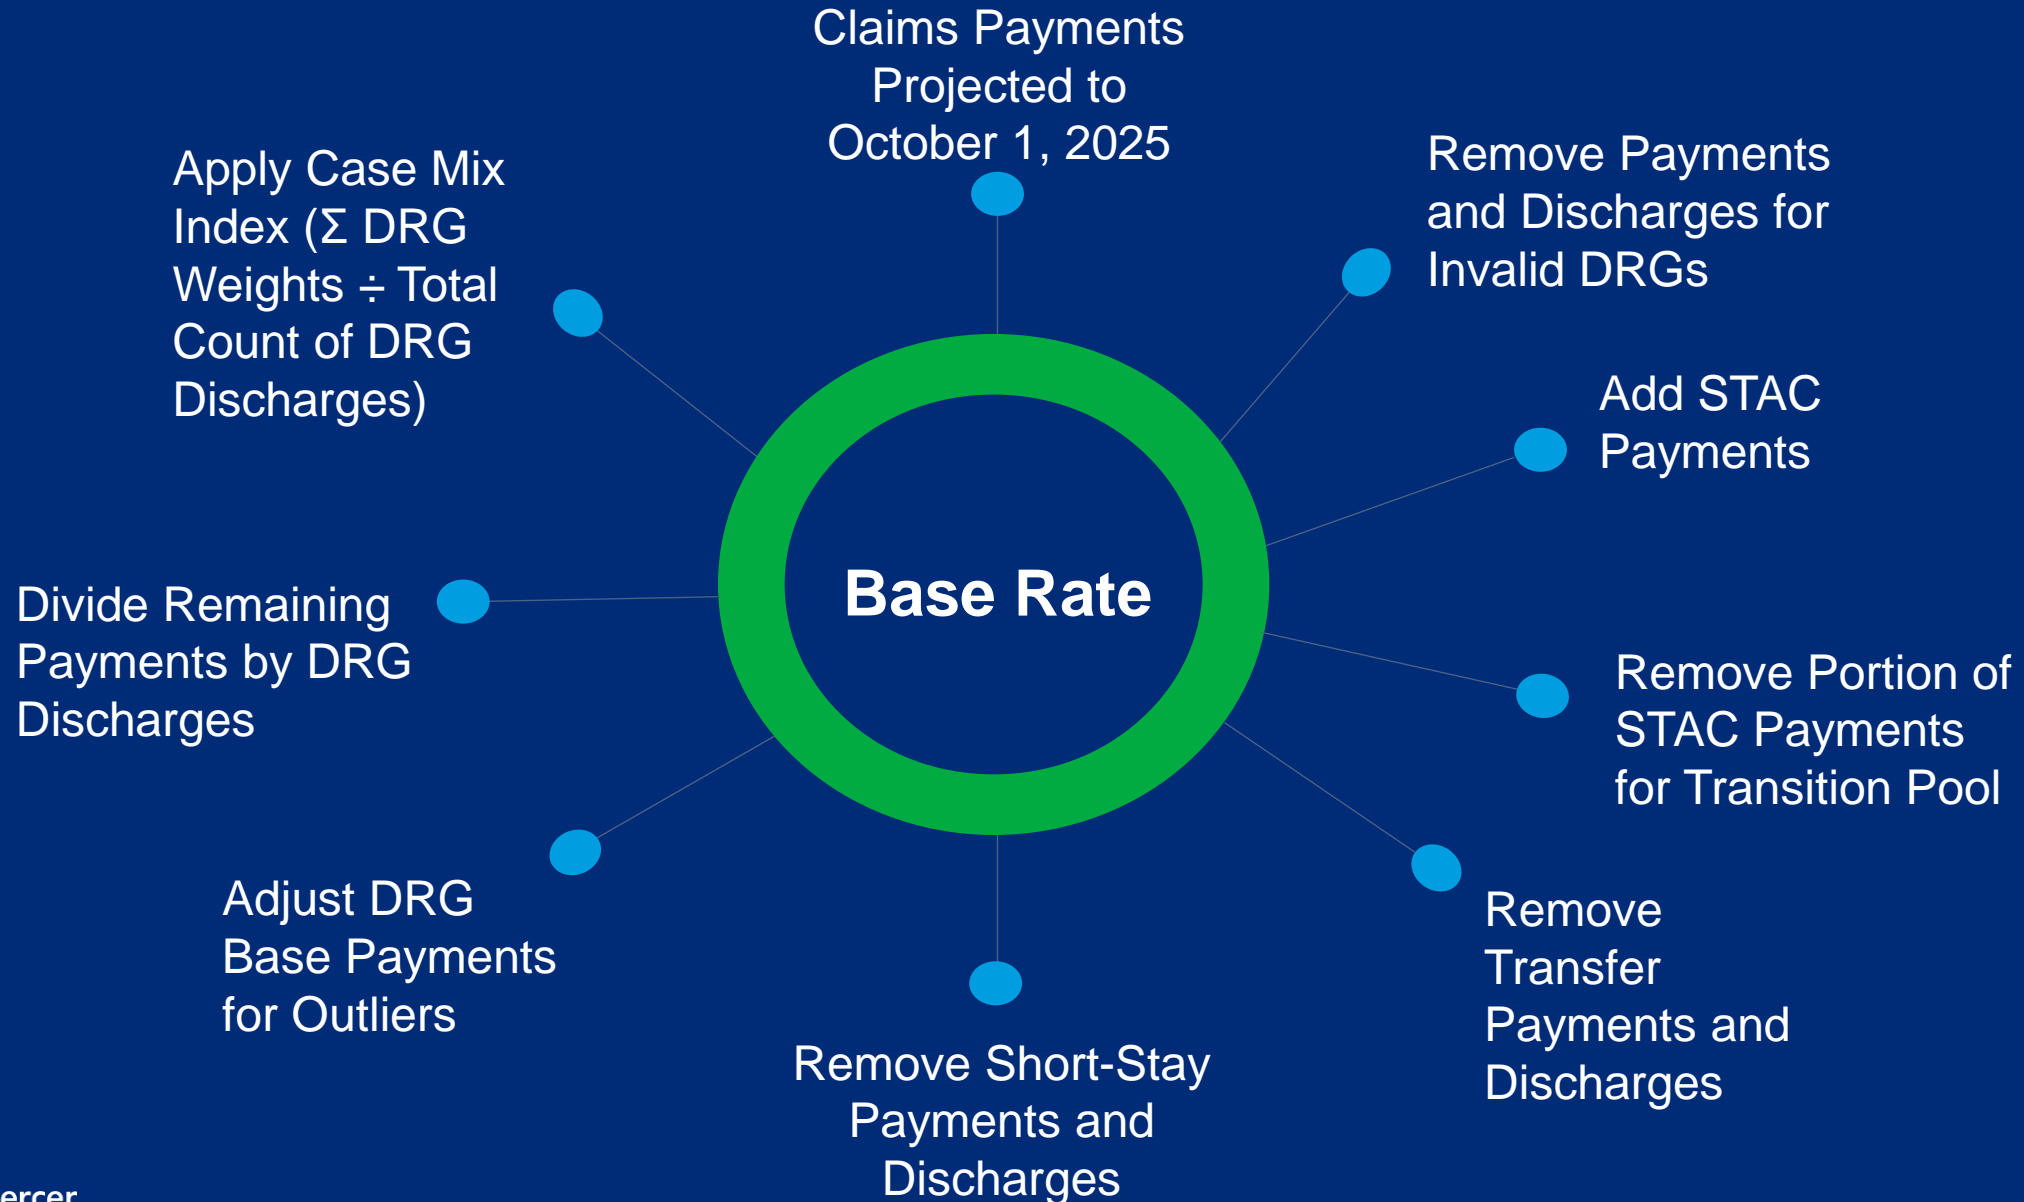 Claims Payments
Projected to
October 1, 2025
Remove Payments
and Discharges for
Invalid DRGs
Add STAC
Payments
Remove Portion of
STAC Payments
for Transition Pool
Remove
Transfer
Payments and
Discharges
Remove Short-Stay
Payments and
Discharges
Adjust DRG
Base Payments
for Outliers
Divide Remaining
Payments by DRG
Discharges
Apply Case Mix
Index (Σ DRG
Weights ÷ Total
Count of DRG
Discharges)
Base Rate